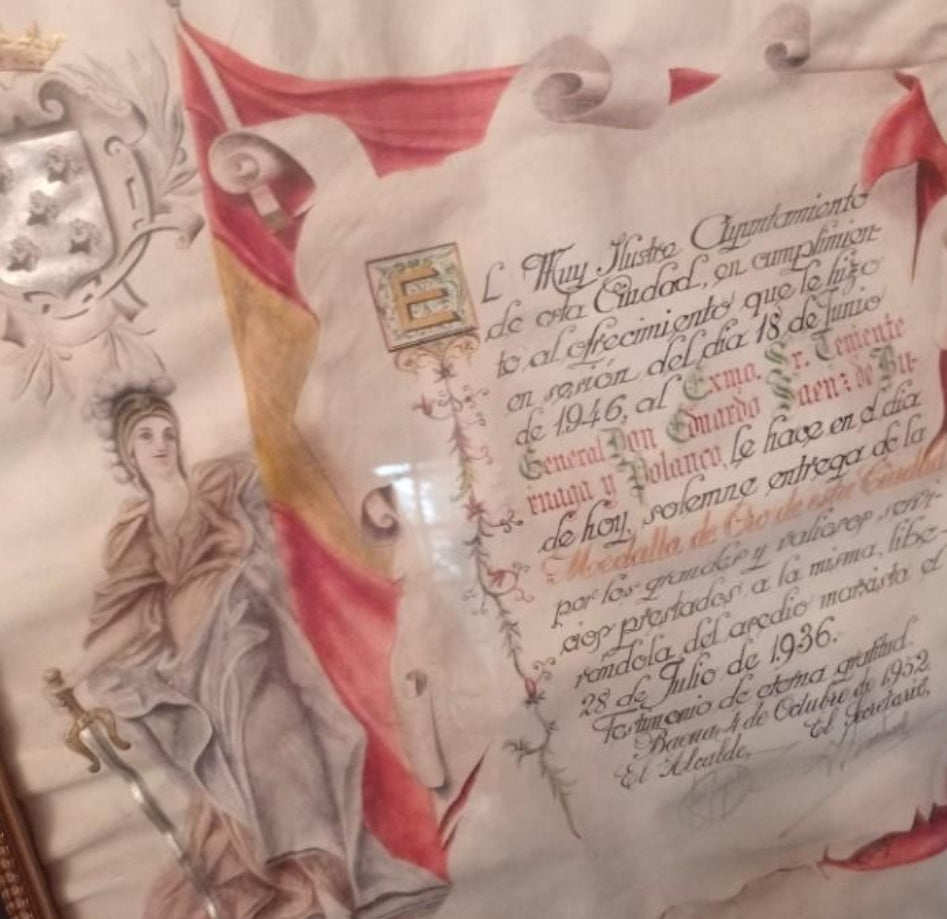 EL Muy Ilustre Ayuntamiento
de esta Ciudad, en cumplimien-
to al ofrecimiento que le hizo
en sesión del día 18 de Junio
de 1.946, al Exmo. Sr. Teniente
General Don Eduardo Saenz de Bu-
ruaga y Polanco, le hace en el día
de hoy, solemne entrega de la
Medalla de Oro de esta Ciudad
por los grandes y valiosos servi-
cios prestados a la misma, libe-
rándola del asedio marxista el
28 de Julio de 1.936.
Testimonio de eterna gratitud.
Baena, 4 de Octubre de 1.952
El Alcalde, El Secretario,